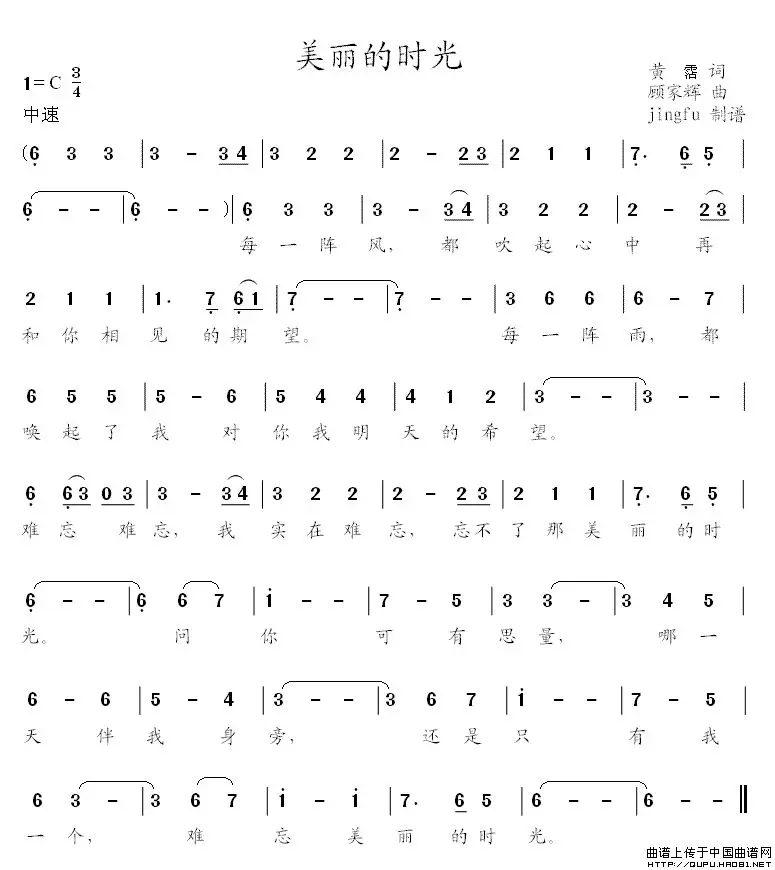 美丽的时光
1=C 3/4
黄霑 词
中速
顾家辉 曲
jingfu 制谱
(6 3 3 | 3 - 3 4 | 3 2 2 | 2 - 2 3 | 2 1 1 | 7· 6 5 |
6 - - | 6 - - ) | 6 3 3 | 3 - 3 4 | 3 2 2 | 2 - 2 3 |
每 一 阵 风, 都 吹 起 心 中 再
2 1 1 | 1· 7 6 1 | 7 - - | 7 - - | 3 6 6 | 6 - 7 |
和 你 相 见 的 期 望。 每 一 阵 雨, 都
6 5 5 | 5 - 6 | 5 4 4 | 4 1 2 | 3 - - | 3 - - |
唤 起 了 我 对 你 我 明 天 的 希 望。
6 6 3 0 3 | 3 - 3 4 | 3 2 2 | 2 - 2 3 | 2 1 1 | 7· 6 5 |
难 忘 难 忘, 我 实 在 难 忘, 忘 不 了 那 美 丽 的 时
6 - - | 6 6 7 | i - - | 7 - 5 | 3 3 - | 3 4 5 |
光。 问 你 可 有 思 量, 哪 一
6 - 6 | 5 - 4 | 3 - - | 3 6 7 | i - - | 7 - 5 |
天 伴 我 身 旁, 还 是 只 有 我
6 3 - | 3 6 7 | i - i | 7· 6 5 | 6 - - | 6 - - ‖
一 个, 难 忘 美 丽 的 时 光。
曲谱上传于中国曲谱网
HTTP://QUPU.HAO81.NET